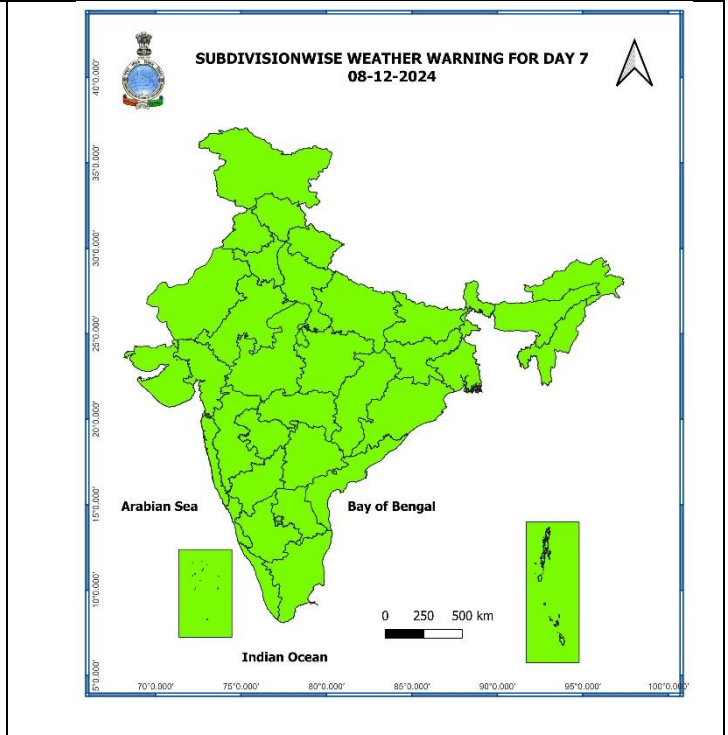 SUBDIVISIONWISE WEATHER WARNING FOR DAY 7
08-12-2024
40°0.000'
35°0.000'
30°0.000'
25°0.000'
20°0.000'
15°0.000'
10°0.000'
5°0.000'
Arabian Sea
Bay of Bengal
0 250 500 km
Indian Ocean
70°0.000' 75°0.000' 80°0.000' 85°0.000' 90°0.000' 95°0.000' 100°0.000'